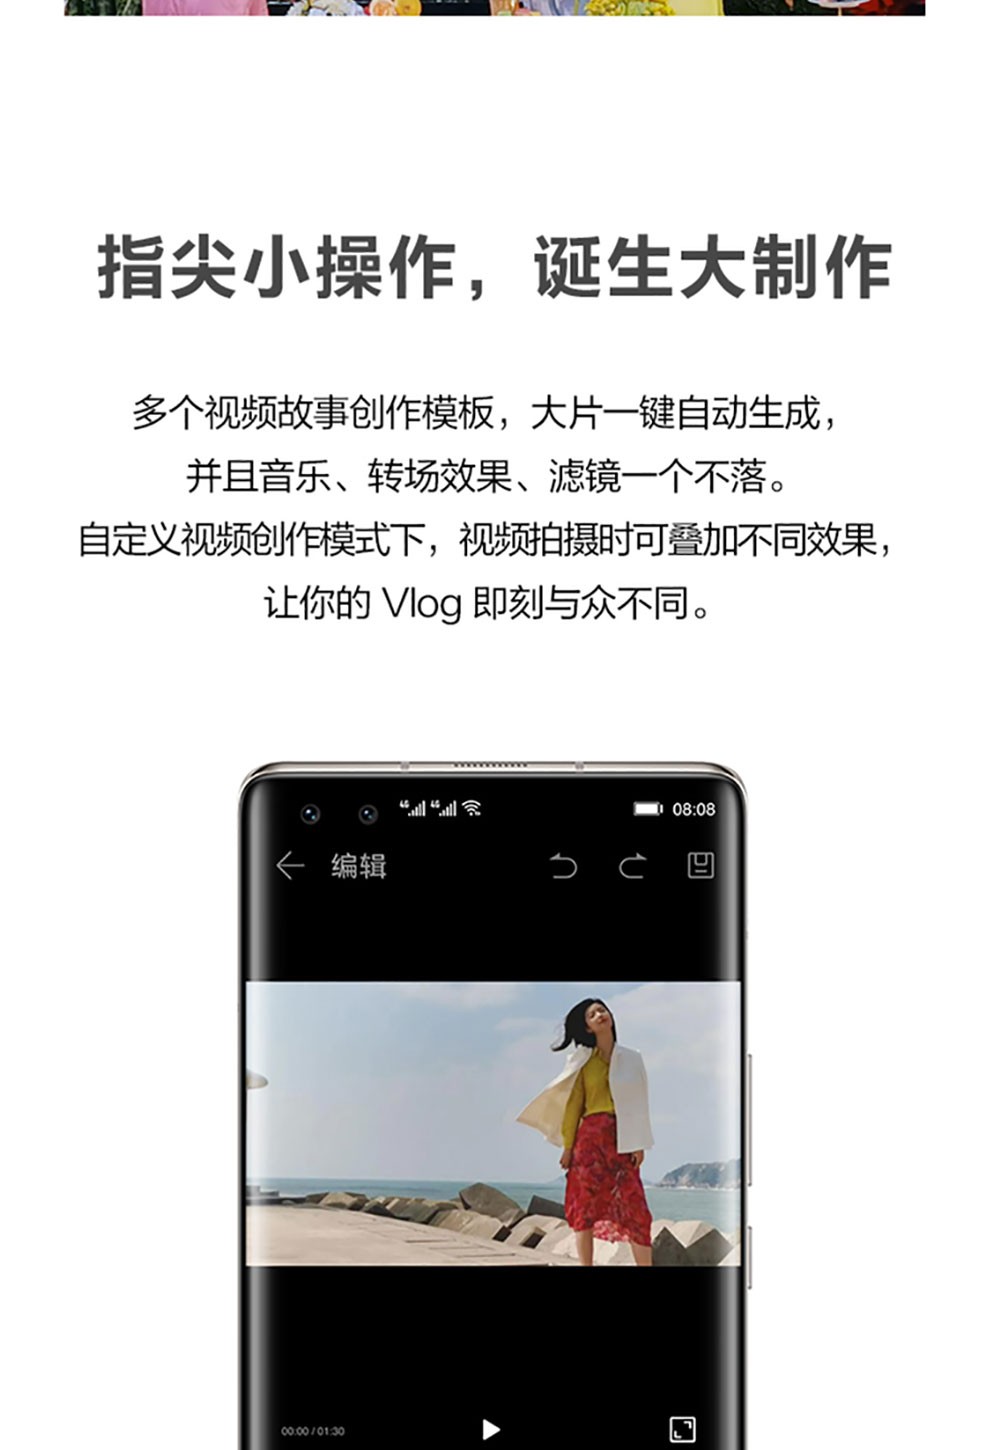 指尖小操作，诞生大制作
多个视频故事创作模板，大片一键自动生成，
并且音乐、转场效果、滤镜一个不落。
自定义视频创作模式下，视频拍摄时可叠加不同效果，
让你的 Vlog 即刻与众不同。
08:08
编辑
00:00 / 01:30